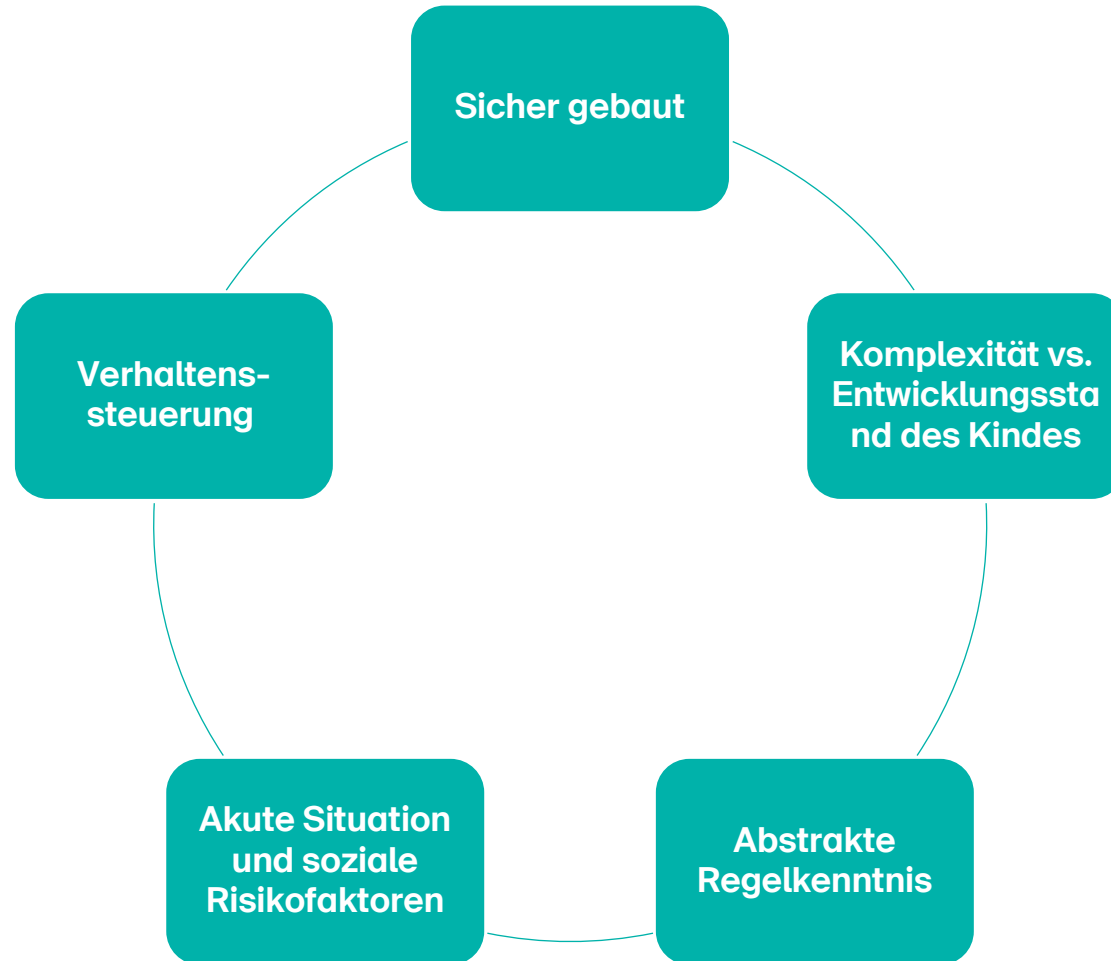 Sicher gebaut
Komplexität vs.
Entwicklungssta
nd des Kindes
Abstrakte
Regelkenntnis
Akute Situation
und soziale
Risikofaktoren
Verhaltens-
steuerung